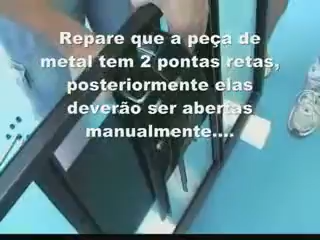 Repare que a peça de
metal tem 2 pontas retas,
posteriormente elas
deverão ser abertas
manualmente....